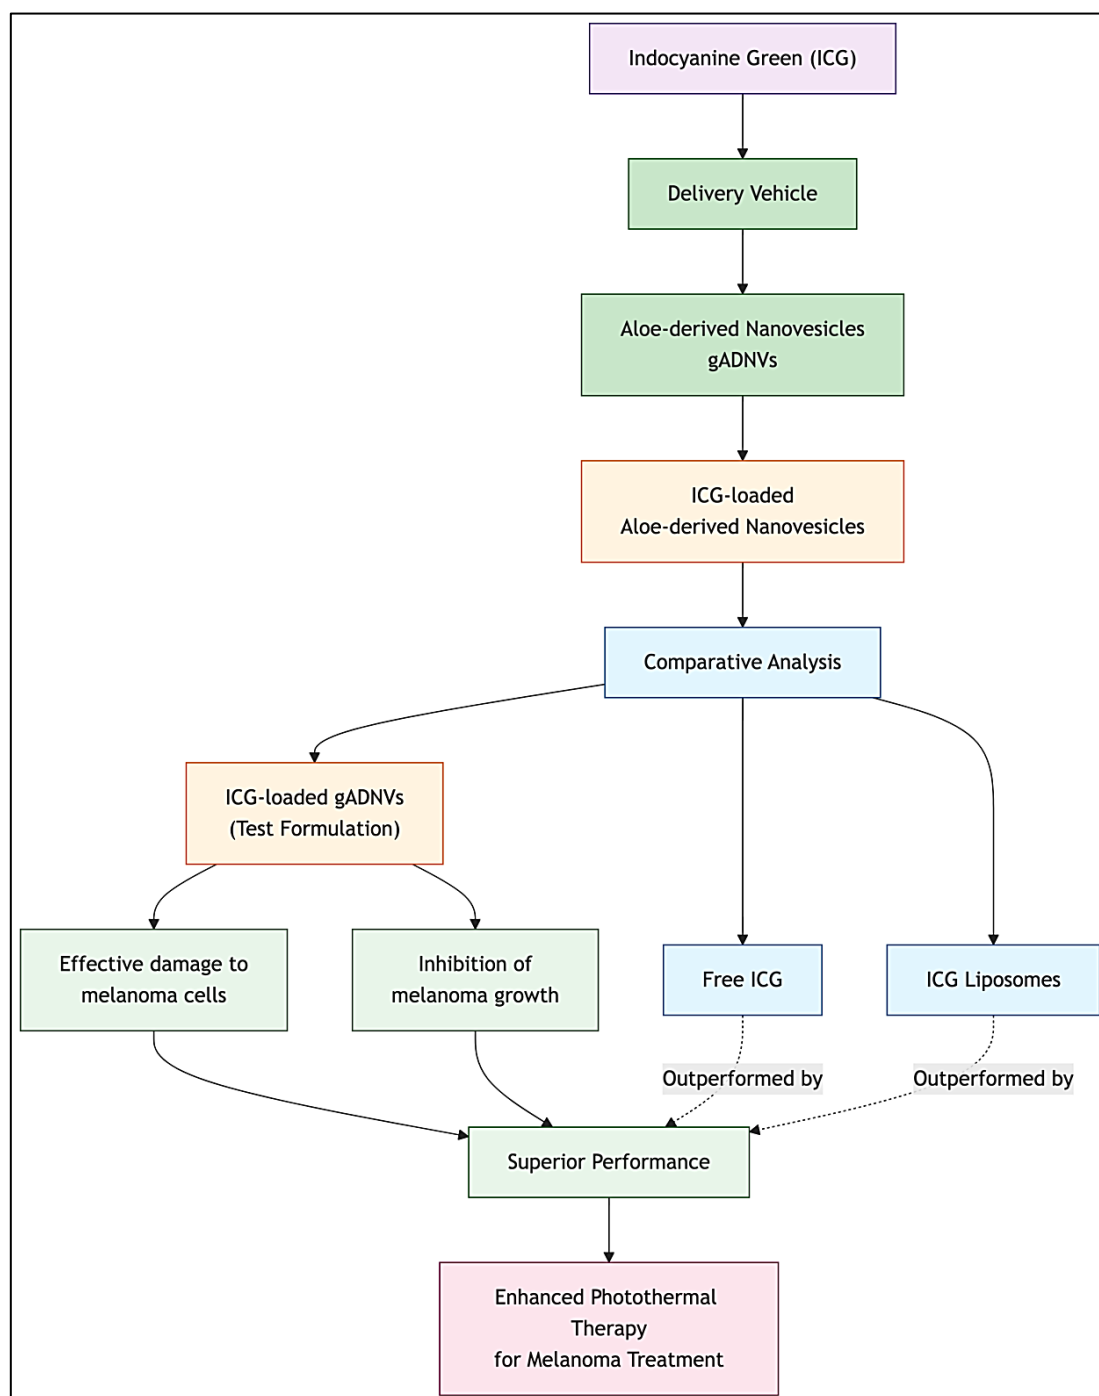 Indocyanine Green (ICG)
Delivery Vehicle
Aloe-derived Nanovesicles
gADNVs
ICG-loaded
Aloe-derived Nanovesicles
Comparative Analysis
ICG-loaded gADNVs
(Test Formulation)
Effective damage to
melanoma cells
Inhibition of
melanoma growth
Free ICG
ICG Liposomes
Outperformed by
Outperformed by
Superior Performance
Enhanced Photothermal
Therapy
for Melanoma Treatment